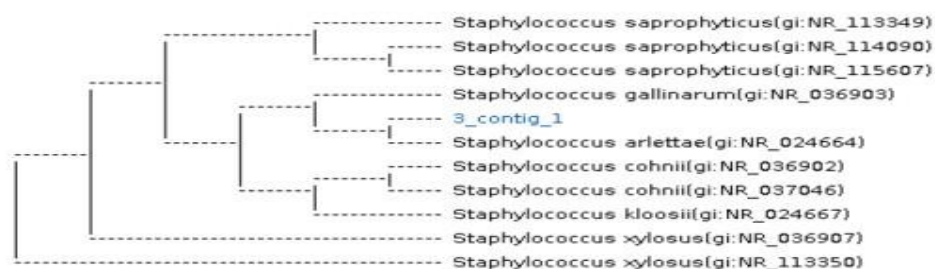 Staphylococcus saprophyticus(gi:NR_113349)
Staphylococcus saprophyticus(gi:NR_114090)
Staphylococcus saprophyticus(gi:NR_115607)
Staphylococcus gallinarum(gi:NR_036903)
3_contig_1
Staphylococcus arlettae(gi:NR_024664)
Staphylococcus cohnii(gi:NR_036902)
Staphylococcus cohnii(gi:NR_037046)
Staphylococcus kloosii(gi:NR_024667)
Staphylococcus xylosus(gi:NR_036907)
Staphylococcus xylosus(gi:NR_113350)